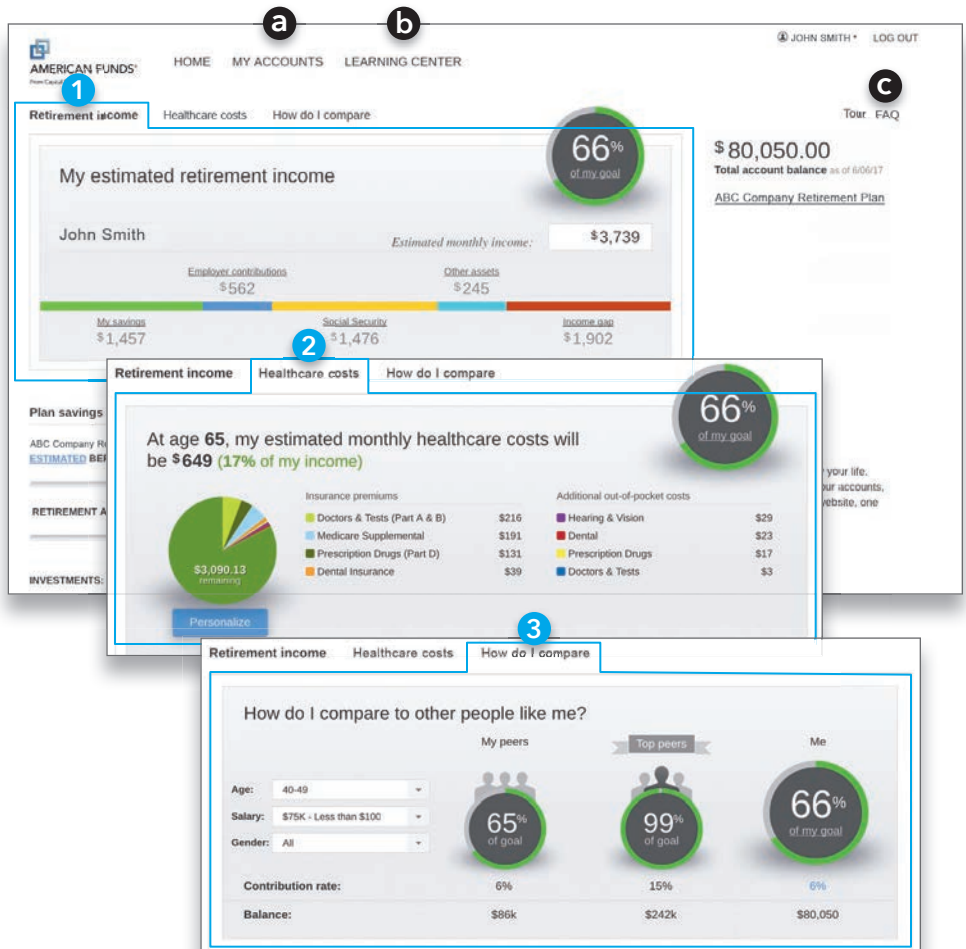 a
b
JOHN SMITH
LOG OUT
AMERICAN FUNDS®
HOME
MY ACCOUNTS
LEARNING CENTER
1
c
Retirement income
Healthcare costs
How do I compare
Tour
FAQ
66%
of my goal
$80,050.00
Total account balance as of 6/06/17
ABC Company Retirement Plan
My estimated retirement income
John Smith
Estimated monthly income:
$3,739
Employer contributions
$562
Other assets
$245
My savings
$1,457
Social Security
$1,476
Income gap
$1,902
2
Retirement income
Healthcare costs
How do I compare
66%
of my goal
Plan savings
ABC Company
ESTIMATED
RETIREMENT A
INVESTMENTS:
your life.
our accounts,
website, one
At age 65, my estimated monthly healthcare costs will
be $649 (17% of my income)
$3,090.13
remaining
Personalize
Insurance premiums
Doctors & Tests (Part A & B) $216
Medicare Supplemental $191
Prescription Drugs (Part D) $131
Dental Insurance $39
Additional out-of-pocket costs
Hearing & Vision $29
Dental $23
Prescription Drugs $17
Doctors & Tests $3
3
Retirement income
Healthcare costs
How do I compare
How do I compare to other people like me?
My peers
Top peers
Me
Age: 40-49
Salary: $75K - Less than $100
Gender: All
65%
of goal
99%
of goal
66%
of my goal
Contribution rate: 6% 15% 6%
Balance: $86k $242k $80,050